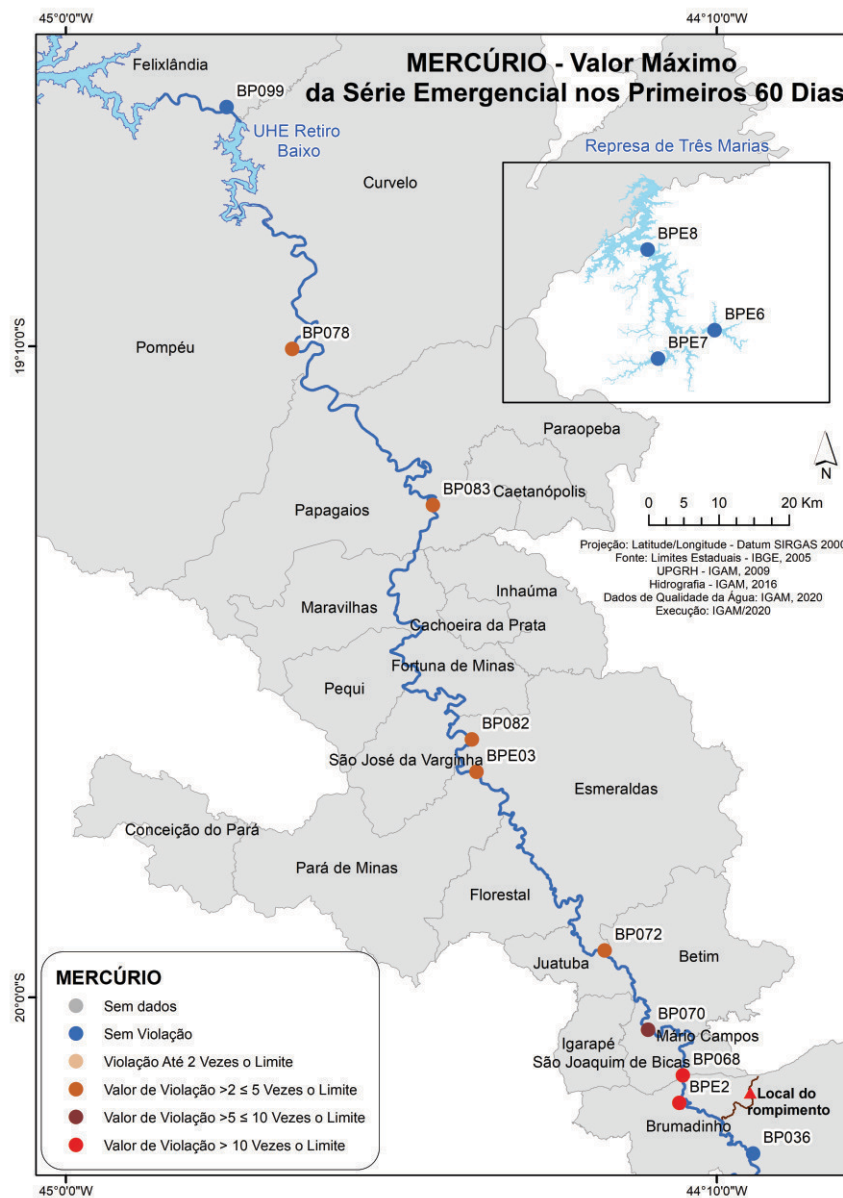 45°0'0"W
44°10'0"W
MERCÚRIO - Valor Máximo
da Série Emergencial nos Primeiros 60 Dias
Felixlândia
BP099
UHE Retiro
Baixo
Represa de Três Marias
Curvelo
BPE8
BPE6
BPE7
19°10'0"S
BP078
Pompéu
Paraopeba
N
BP083
Caetanópolis
Papagaios
0 5 10 20 Km
Projeção: Latitude/Longitude - Datum SIRGAS 2000
Fonte: Limites Estaduais - IBGE, 2005
UPGRH - IGAM, 2009
Hidrografia - IGAM, 2016
Dados de Qualidade da Água: IGAM, 2020
Execução: IGAM/2020
Inhaúma
Maravilhas
Cachoeira da Prata
Fortuna de Minas
Pequi
BP082
São José da Varginha
BPE03
Esmeraldas
Conceição do Pará
Pará de Minas
Florestal
BP072
Betim
Juatuba
20°0'0"S
BP070
Mário Campos
Igarapé
São Joaquim de Bicas
BP068
BPE2
Local do
rompimento
Brumadinho
BP036
MERCÚRIO
Sem dados
Sem Violação
Violação Até 2 Vezes o Limite
Valor de Violação >2 ≤ 5 Vezes o Limite
Valor de Violação >5 ≤ 10 Vezes o Limite
Valor de Violação > 10 Vezes o Limite
45°0'0"W
44°10'0"W